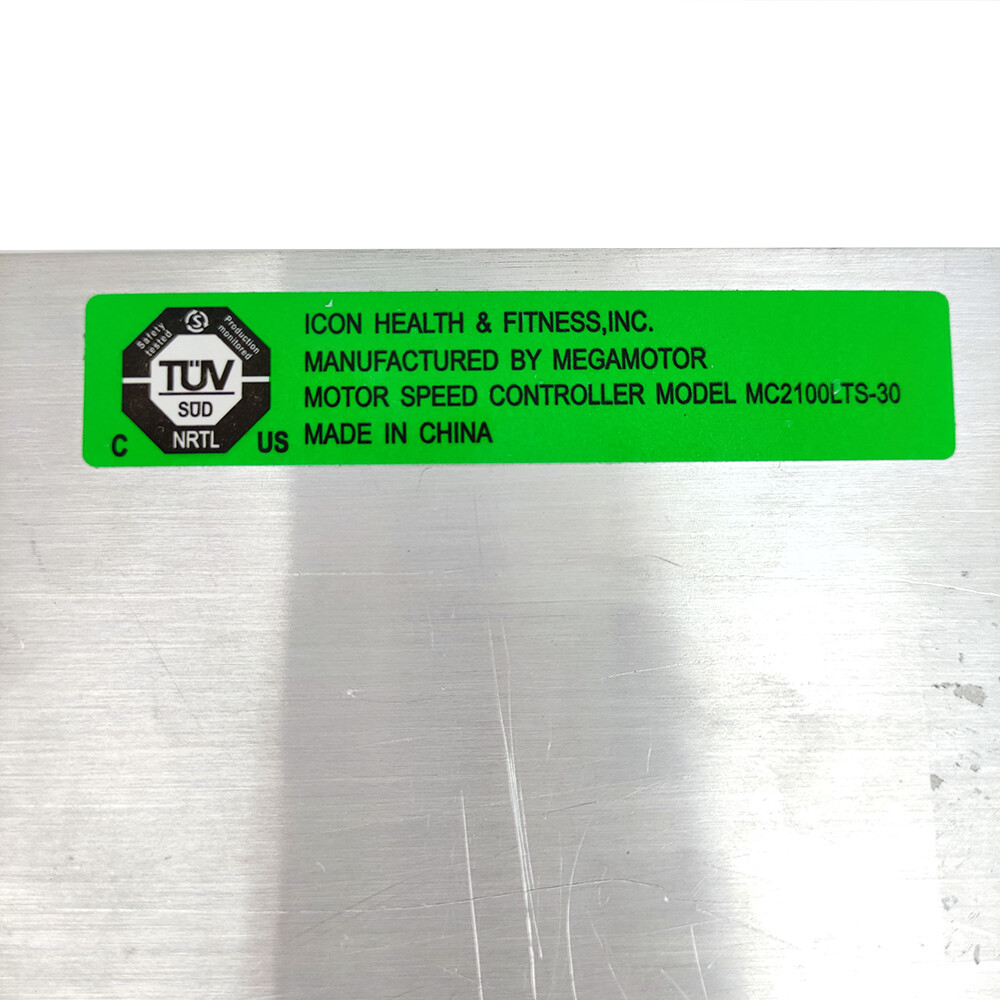 Safety tested
Production monitored
TÜV
SÜD
NRTL
C US
ICON HEALTH & FITNESS,INC.
MANUFACTURED BY MEGAMOTOR
MOTOR SPEED CONTROLLER MODEL MC2100LTS-30
MADE IN CHINA